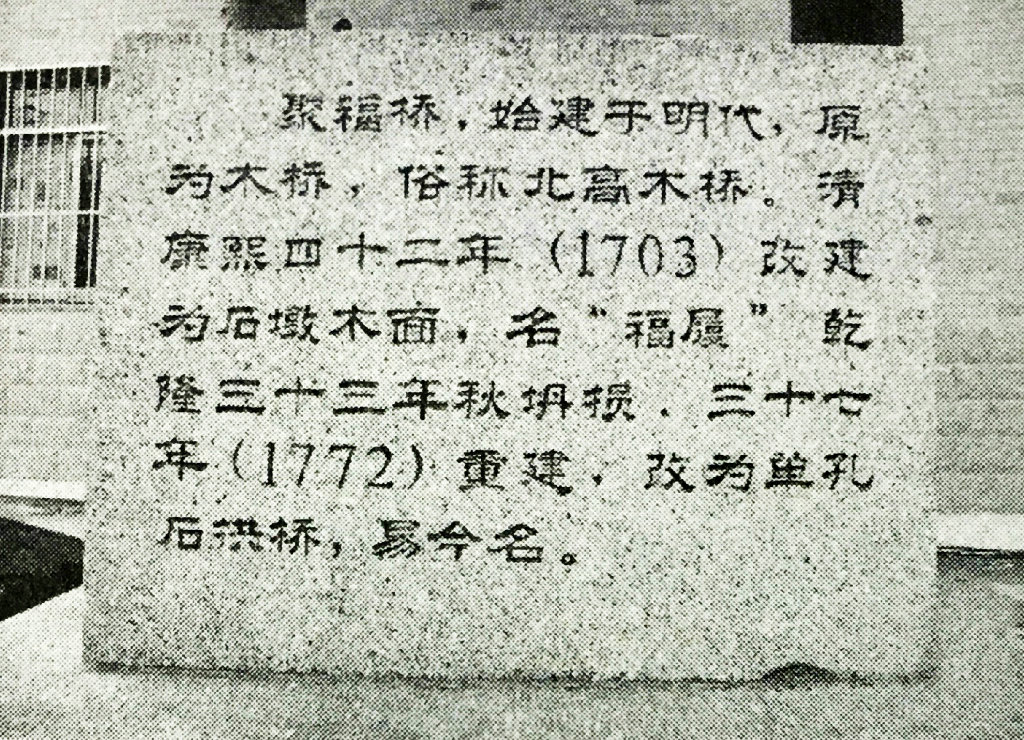 聚福桥，始建于明代，原
为木桥，俗称北高木桥。清
康熙四十二年（1703）改建
为石墩木面，名“福履”乾
隆三十三年秋坍损．三十七
年（1772）重建，改为单孔
石拱桥，易今名。